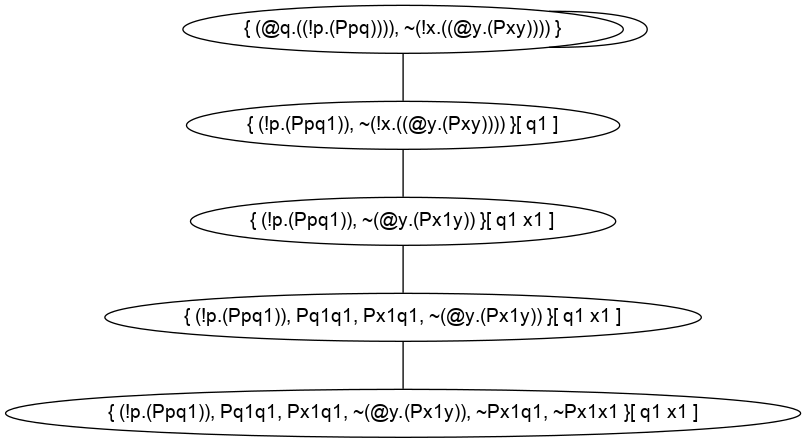 { (@q.((!p.(Ppq)))), ~(!x.((@y.(Pxy)))) }
{ (!p.(Ppq1)), ~(!x.((@y.(Pxy)))) }[ q1 ]
{ (!p.(Ppq1)), ~(@y.(Px1y)) }[ q1 x1 ]
{ (!p.(Ppq1)), Pq1q1, Px1q1, ~(@y.(Px1y)) }[ q1 x1 ]
{ (!p.(Ppq1)), Pq1q1, Px1q1, ~(@y.(Px1y)), ~Px1q1, ~Px1x1 }[ q1 x1 ]